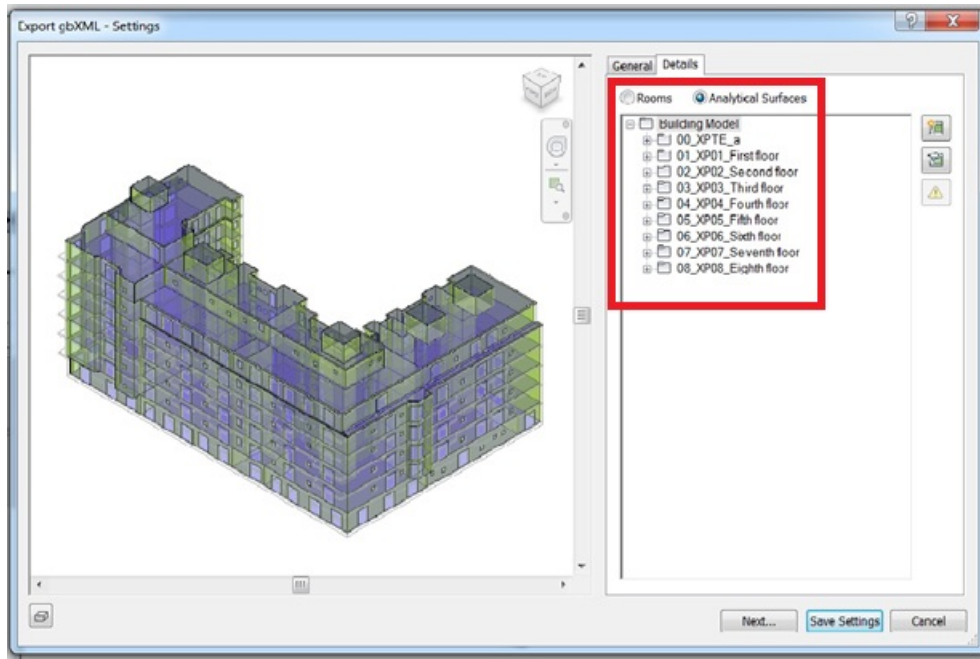 Export gbXML - Settings
General Details
Rooms Analytical Surfaces
Building Model
00_XPTE_a
01_XP01_First floor
02_XP02_Second floor
03_XP03_Third floor
04_XP04_Fourth floor
05_XP05_Fifth floor
06_XP06_Sixth floor
07_XP07_Seventh floor
08_XP08_Eighth floor
Next... Save Settings Cancel